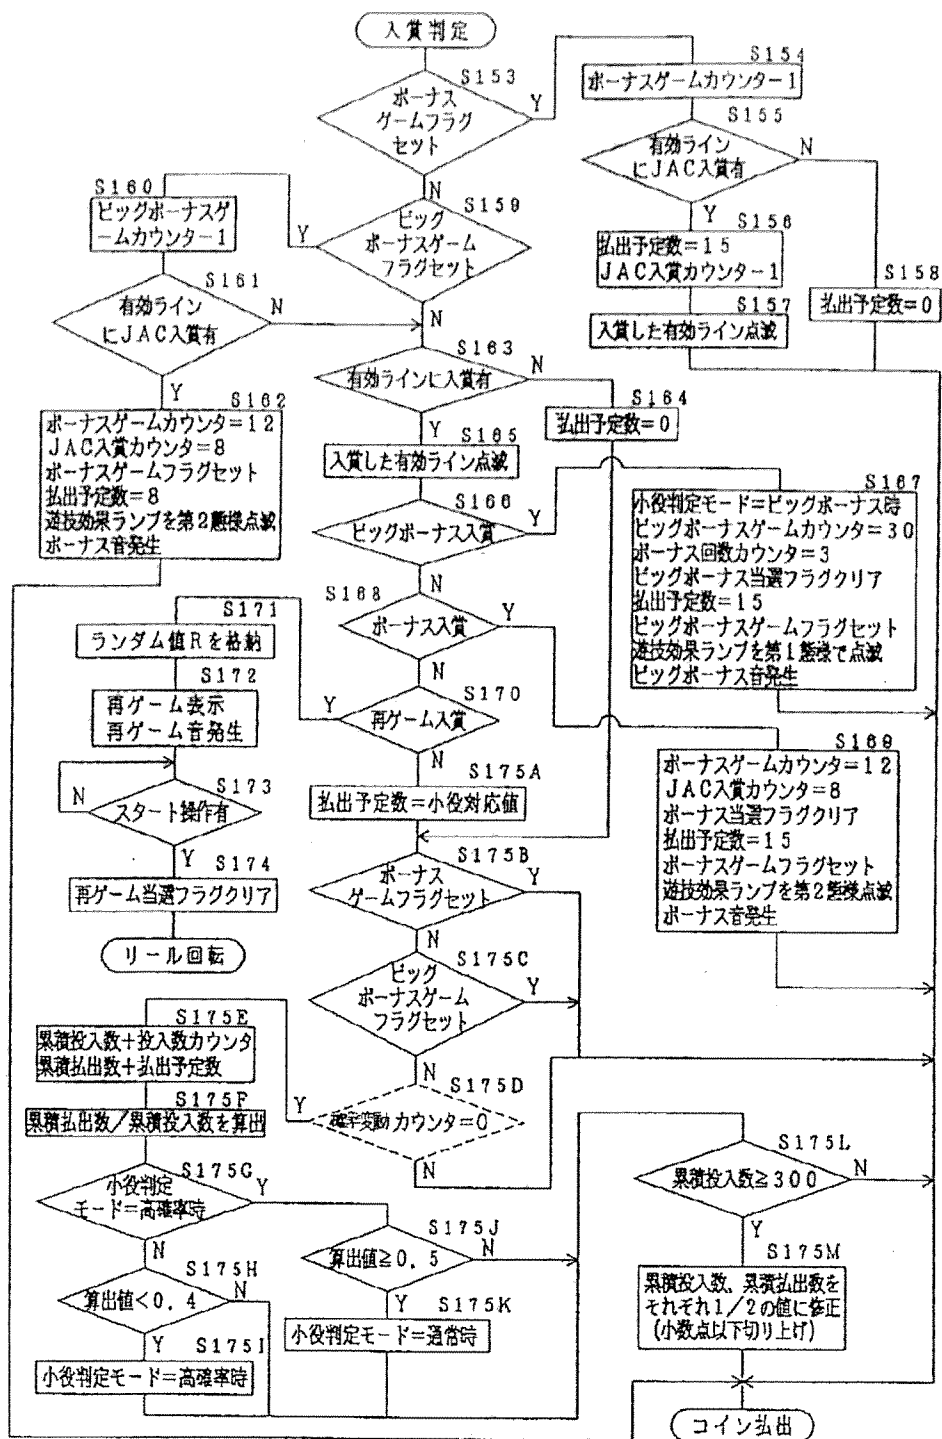 入賞判定
S153
ボーナス
ゲームフラグ
セット
Y
N
S154
ボーナスゲームカウンター1
S155
有効ライン
にJAC入賞有
N
Y
S156
払出予定数=15
JAC入賞カウンター1
S157
入賞した有効ライン点滅
S158
払出予定数=0
S159
ビッグ
ボーナスゲーム
フラグセット
Y
N
S160
ビッグボーナスゲ
ームカウンター1
S161
有効ライン
にJAC入賞有
N
Y
S162
ボーナスゲームカウンタ=12
JAC入賞カウンタ=8
ボーナスゲームフラグセット
払出予定数=8
遊技効果ランプを第2態様点滅
ボーナス音発生
S163
有効ラインに入賞有
N
Y
S164
払出予定数=0
S165
入賞した有効ライン点滅
S166
ビッグボーナス入賞
Y
N
S167
小役判定モード=ビッグボーナス時
ビッグボーナスゲームカウンタ=30
ボーナス回数カウンタ=3
ビッグボーナス当選フラグクリア
払出予定数=15
ビッグボーナスゲームフラグセット
遊技効果ランプを第1態様で点滅
ビッグボーナス音発生
S168
ボーナス入賞
Y
N
S169
ボーナスゲームカウンタ=12
JAC入賞カウンタ=8
ボーナス当選フラグクリア
払出予定数=15
ボーナスゲームフラグセット
遊技効果ランプを第2態様点滅
ボーナス音発生
S170
再ゲーム入賞
Y
N
S171
ランダム値Rを格納
S172
再ゲーム表示
再ゲーム音発生
S173
スタート操作有
N
Y
S174
再ゲーム当選フラグクリア
リール回転
S175A
払出予定数=小役対応値
S175B
ボーナス
ゲームフラグセット
Y
N
S175C
ビッグ
ボーナスゲーム
フラグセット
Y
N
S175D
確率変動カウンタ=0
Y
N
S175E
累積投入数+投入数カウンタ
累積払出数+払出予定数
S175F
累積払出数/累積投入数を算出
S175G
小役判定
モード=高確率時
Y
N
S175H
算出値<0.4
N
Y
S175I
小役判定モード=高確率時
S175J
算出値≧0.5
N
Y
S175K
小役判定モード=通常時
S175L
累積投入数≧300
N
Y
S175M
累積投入数、累積払出数を
それぞれ1/2の値に修正
(小数点以下切り上げ)
コイン払出